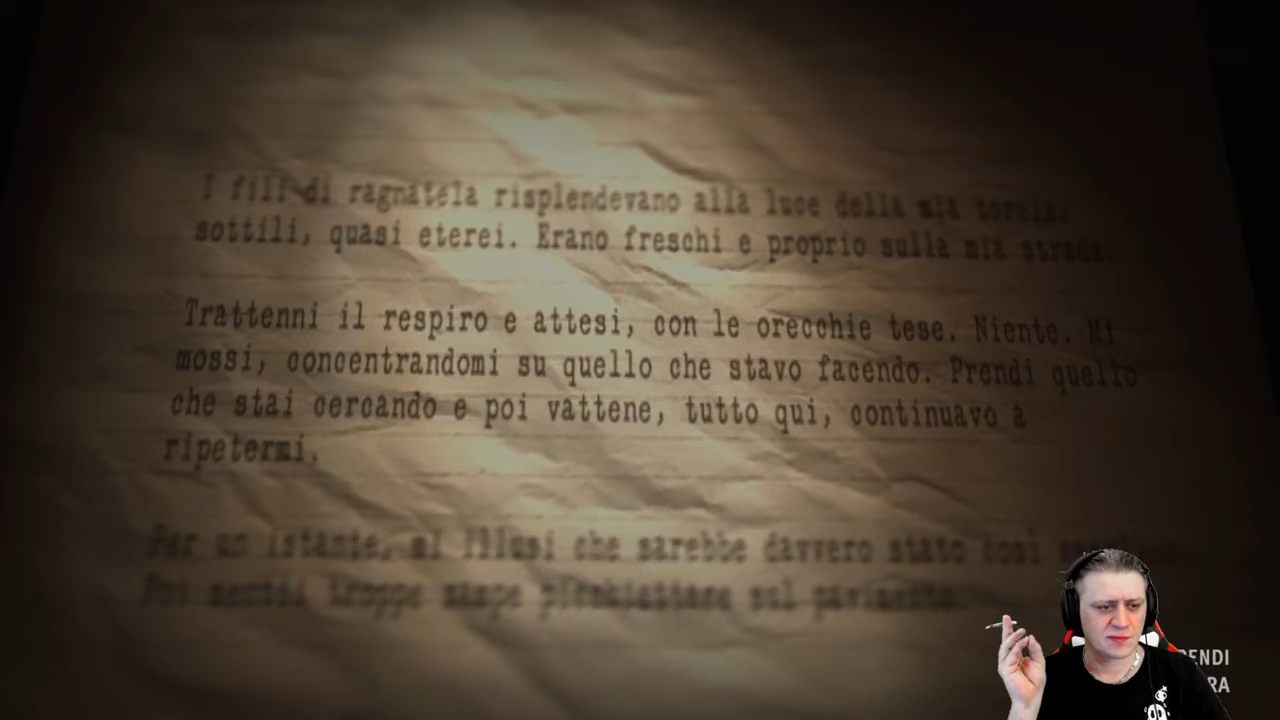 I fili di ragnatela risplendevano alla luce della mia torcia,
sottili, quasi eterei. Erano freschi e proprio sulla mia strada.
Trattenni il respiro e attesi, con le orecchie tese. Niente. Mi
mossi, concentrandomi su quello che stavo facendo. Prendi quello
che stai cercando e poi vattene, tutto qui, continuavo a
ripetermi.
Per un istante, mi illusi che sarebbe davvero stato così
Poi sentii troppe zampe picchiettare sul pavimento.
ENDI
RA